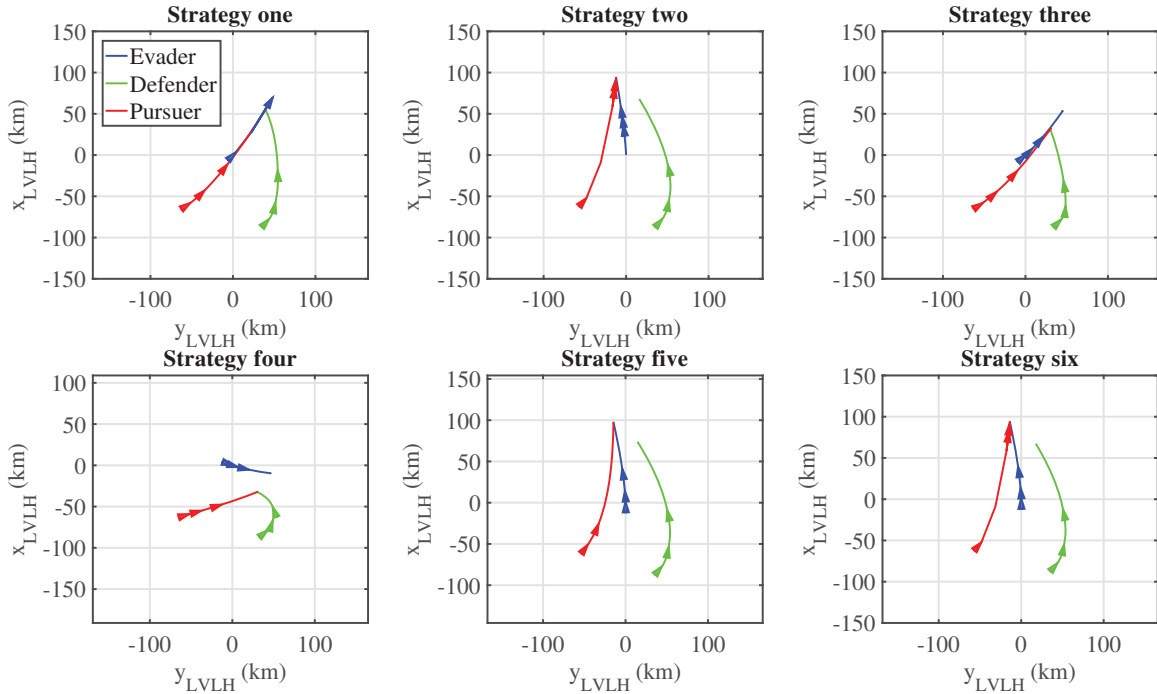 Strategy one
150
100
50
0
-50
-100
-150
x_LVLH (km)
Evader
Defender
Pursuer
-100 0 100
y_LVLH (km)
Strategy two
150
100
50
0
-50
-100
-150
x_LVLH (km)
-100 0 100
y_LVLH (km)
Strategy three
150
100
50
0
-50
-100
-150
x_LVLH (km)
-100 0 100
y_LVLH (km)
Strategy four
100
50
0
-50
-100
-150
x_LVLH (km)
-100 0 100
y_LVLH (km)
Strategy five
150
100
50
0
-50
-100
x_LVLH (km)
-100 0 100
y_LVLH (km)
Strategy six
150
100
50
0
-50
-100
-150
x_LVLH (km)
-100 0 100
y_LVLH (km)